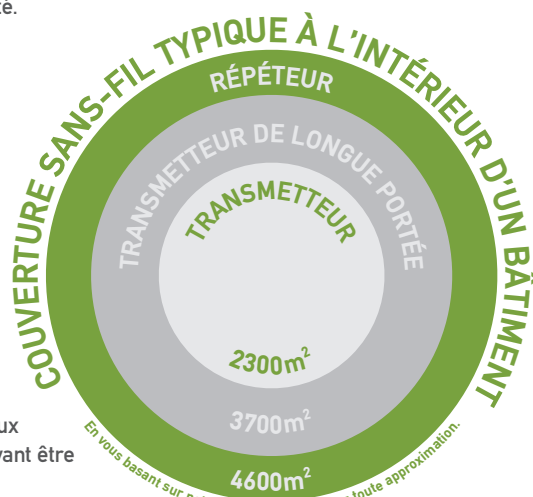 té.
COUVERTURE SANS-FIL TYPIQUE À L'INTÉRIEUR D'UN BÂTIMENT
RÉPÉTEUR
TRANSMETTEUR DE LONGUE PORTÉE
TRANSMETTEUR
2300m²
3700m²
4600m²
ux
vant être
En vous basant sur toute approximation.